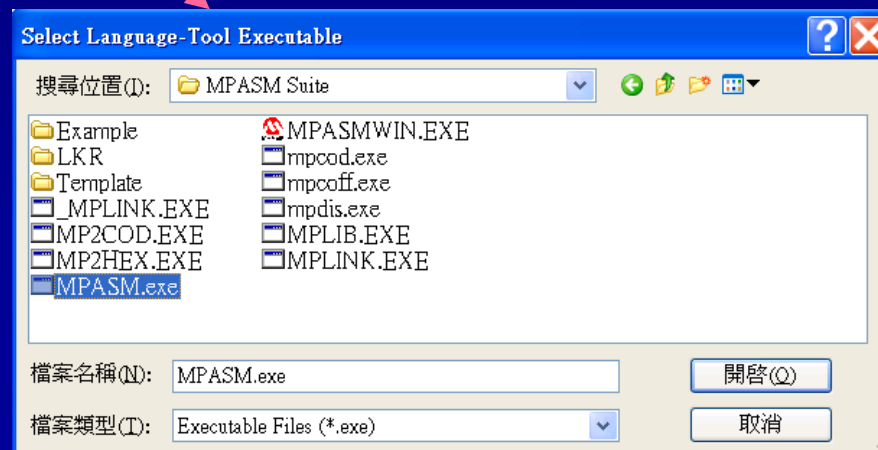 Select Language-Tool Executable
搜尋位置(I): MPASM Suite
Example
LKR
Template
_MPLINK.EXE
MP2COD.EXE
MP2HEX.EXE
MPASM.exe
MPASMWIN.EXE
mpcod.exe
mpcoff.exe
mpdis.exe
MPLIB.EXE
MPLINK.EXE
檔案名稱(N): MPASM.exe
開啓(O)
檔案類型(T): Executable Files (*.exe)
取消